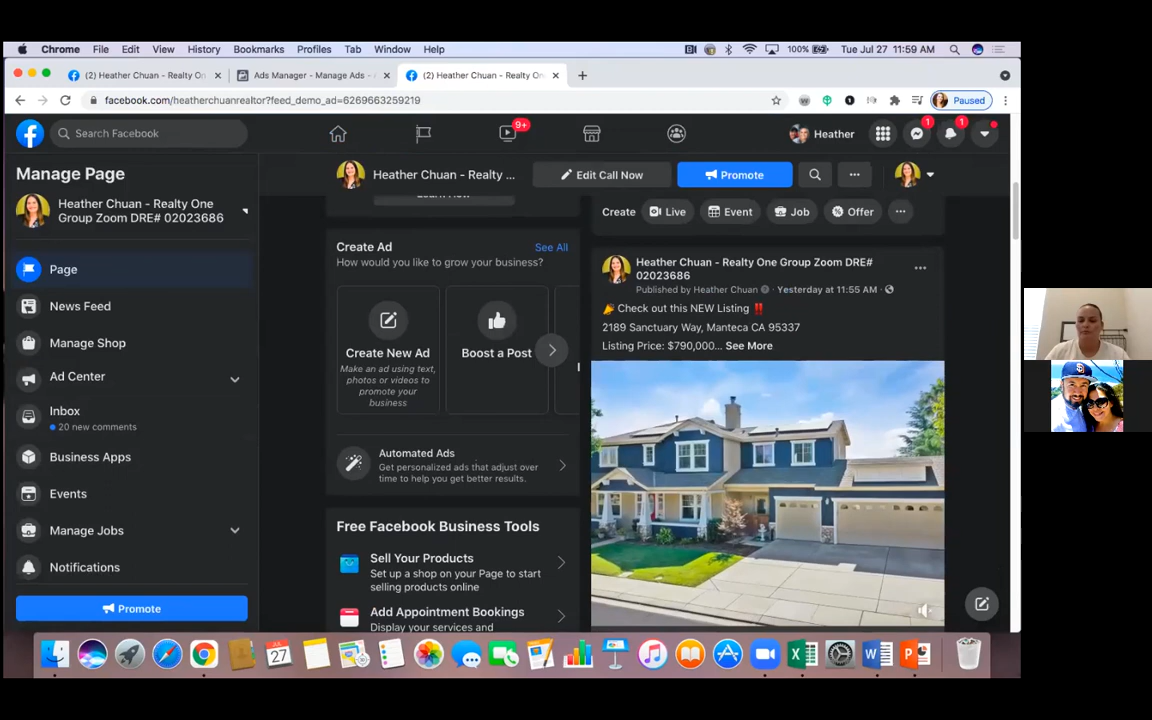 Chrome File Edit View History Bookmarks Profiles Tab Window Help 100% Tue Jul 27 11:59 AM
(2) Heather Chuan - Realty On
Ads Manager - Manage Ads -
(2) Heather Chuan - Realty On
facebook.com/heatherchuanrealtor?feed_demo_ad=6269663259219
Paused
Search Facebook
9+
Heather
1
1
Manage Page
Heather Chuan - Realty One
Group Zoom DRE# 02023686
Page
News Feed
Manage Shop
Ad Center
Inbox
20 new comments
Business Apps
Events
Manage Jobs
Notifications
Promote
Heather Chuan - Realty ...
Edit Call Now
Promote
Learn Now
Create Ad
See All
How would you like to grow your business?
Create New Ad
Make an ad using text,
photos or videos to
promote your
business
Boost a Post
Automated Ads
Get personalized ads that adjust over
time to help you get better results.
Free Facebook Business Tools
Sell Your Products
Set up a shop on your Page to start
selling products online
Add Appointment Bookings
Display your services and
Create Live Event Job Offer
Heather Chuan - Realty One Group Zoom DRE#
02023686
Published by Heather Chuan · Yesterday at 11:55 AM ·
Check out this NEW Listing ‼
2189 Sanctuary Way, Manteca CA 95337
Listing Price: $790,000... See More
27